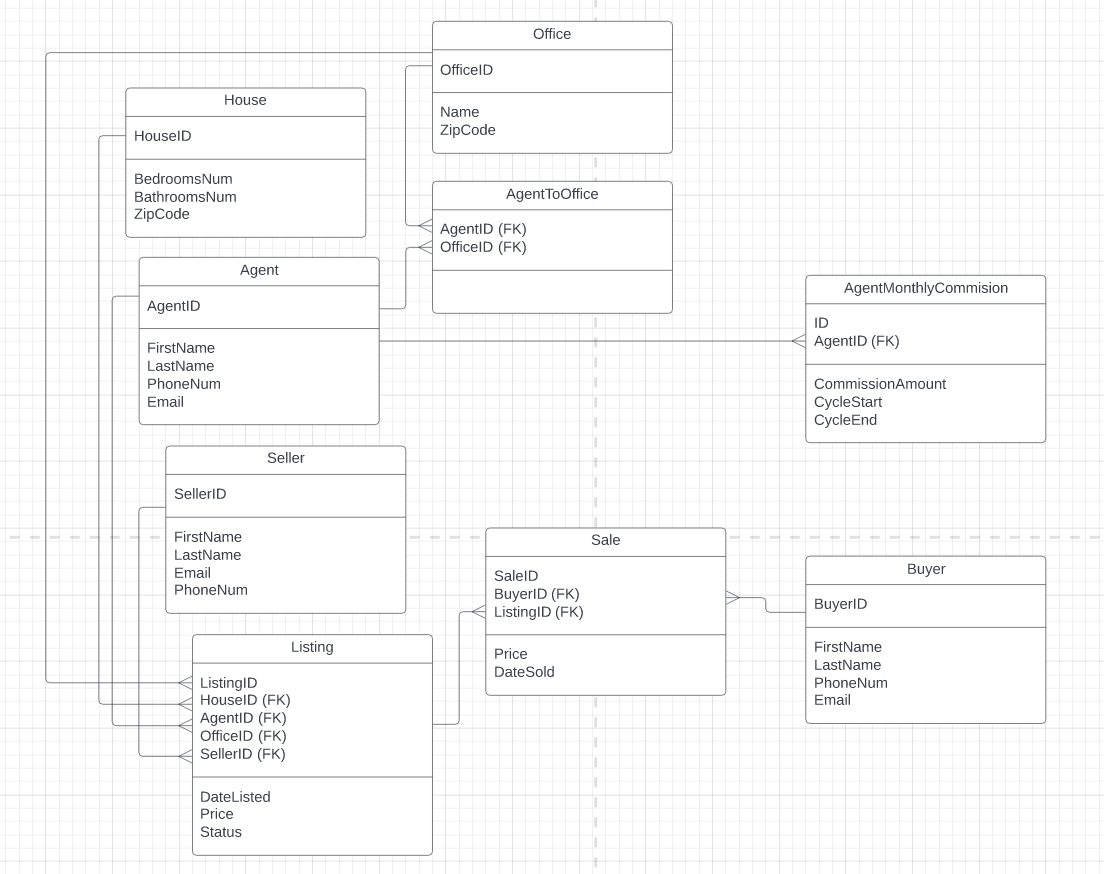 Office
OfficeID
Name
ZipCode
House
HouseID
BedroomsNum
BathroomsNum
ZipCode
AgentToOffice
AgentID (FK)
OfficeID (FK)
Agent
AgentID
FirstName
LastName
PhoneNum
Email
AgentMonthlyCommision
ID
AgentID (FK)
CommissionAmount
CycleStart
CycleEnd
Seller
SellerID
FirstName
LastName
Email
PhoneNum
Sale
SaleID
BuyerID (FK)
ListingID (FK)
Price
DateSold
Buyer
BuyerID
FirstName
LastName
PhoneNum
Email
Listing
ListingID
HouseID (FK)
AgentID (FK)
OfficeID (FK)
SellerID (FK)
DateListed
Price
Status